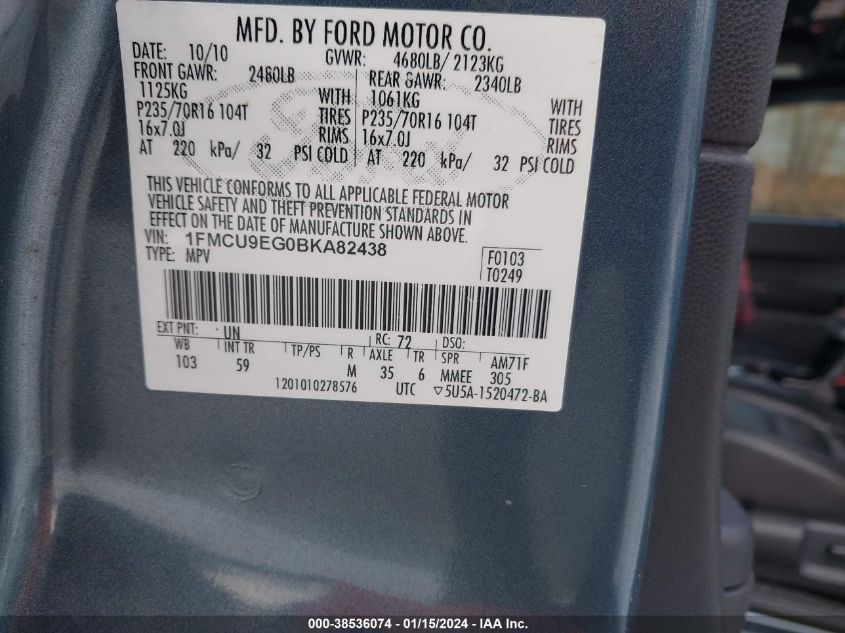 MFD. BY FORD MOTOR CO.
DATE: 10/10 GVWR: 4680LB/ 2123KG
FRONT GAWR: 2480LB REAR GAWR: 2340LB
1125KG WITH 1061KG WITH
P235/70R16 104T TIRES P235/70R16 104T TIRES
16x7.0J RIMS 16x7.0J RIMS
AT 220 kPa/ 32 PSI COLD AT 220 kPa/ 32 PSI COLD
THIS VEHICLE CONFORMS TO ALL APPLICABLE FEDERAL MOTOR
VEHICLE SAFETY AND THEFT PREVENTION STANDARDS IN
EFFECT ON THE DATE OF MANUFACTURE SHOWN ABOVE.
VIN: 1FMCU9EG0BKA82438 F0103
TYPE: MPV T0249
EXT PNT: UN RC: 72 DSO:
WB INT TR TP/PS R AXLE TR SPR AM71F
103 59 M 35 6 MMEE 305
1201010278576 UTC ▽5U5A-1520472-BA
000-38536074 / 01/15/2024 - IAA Inc.